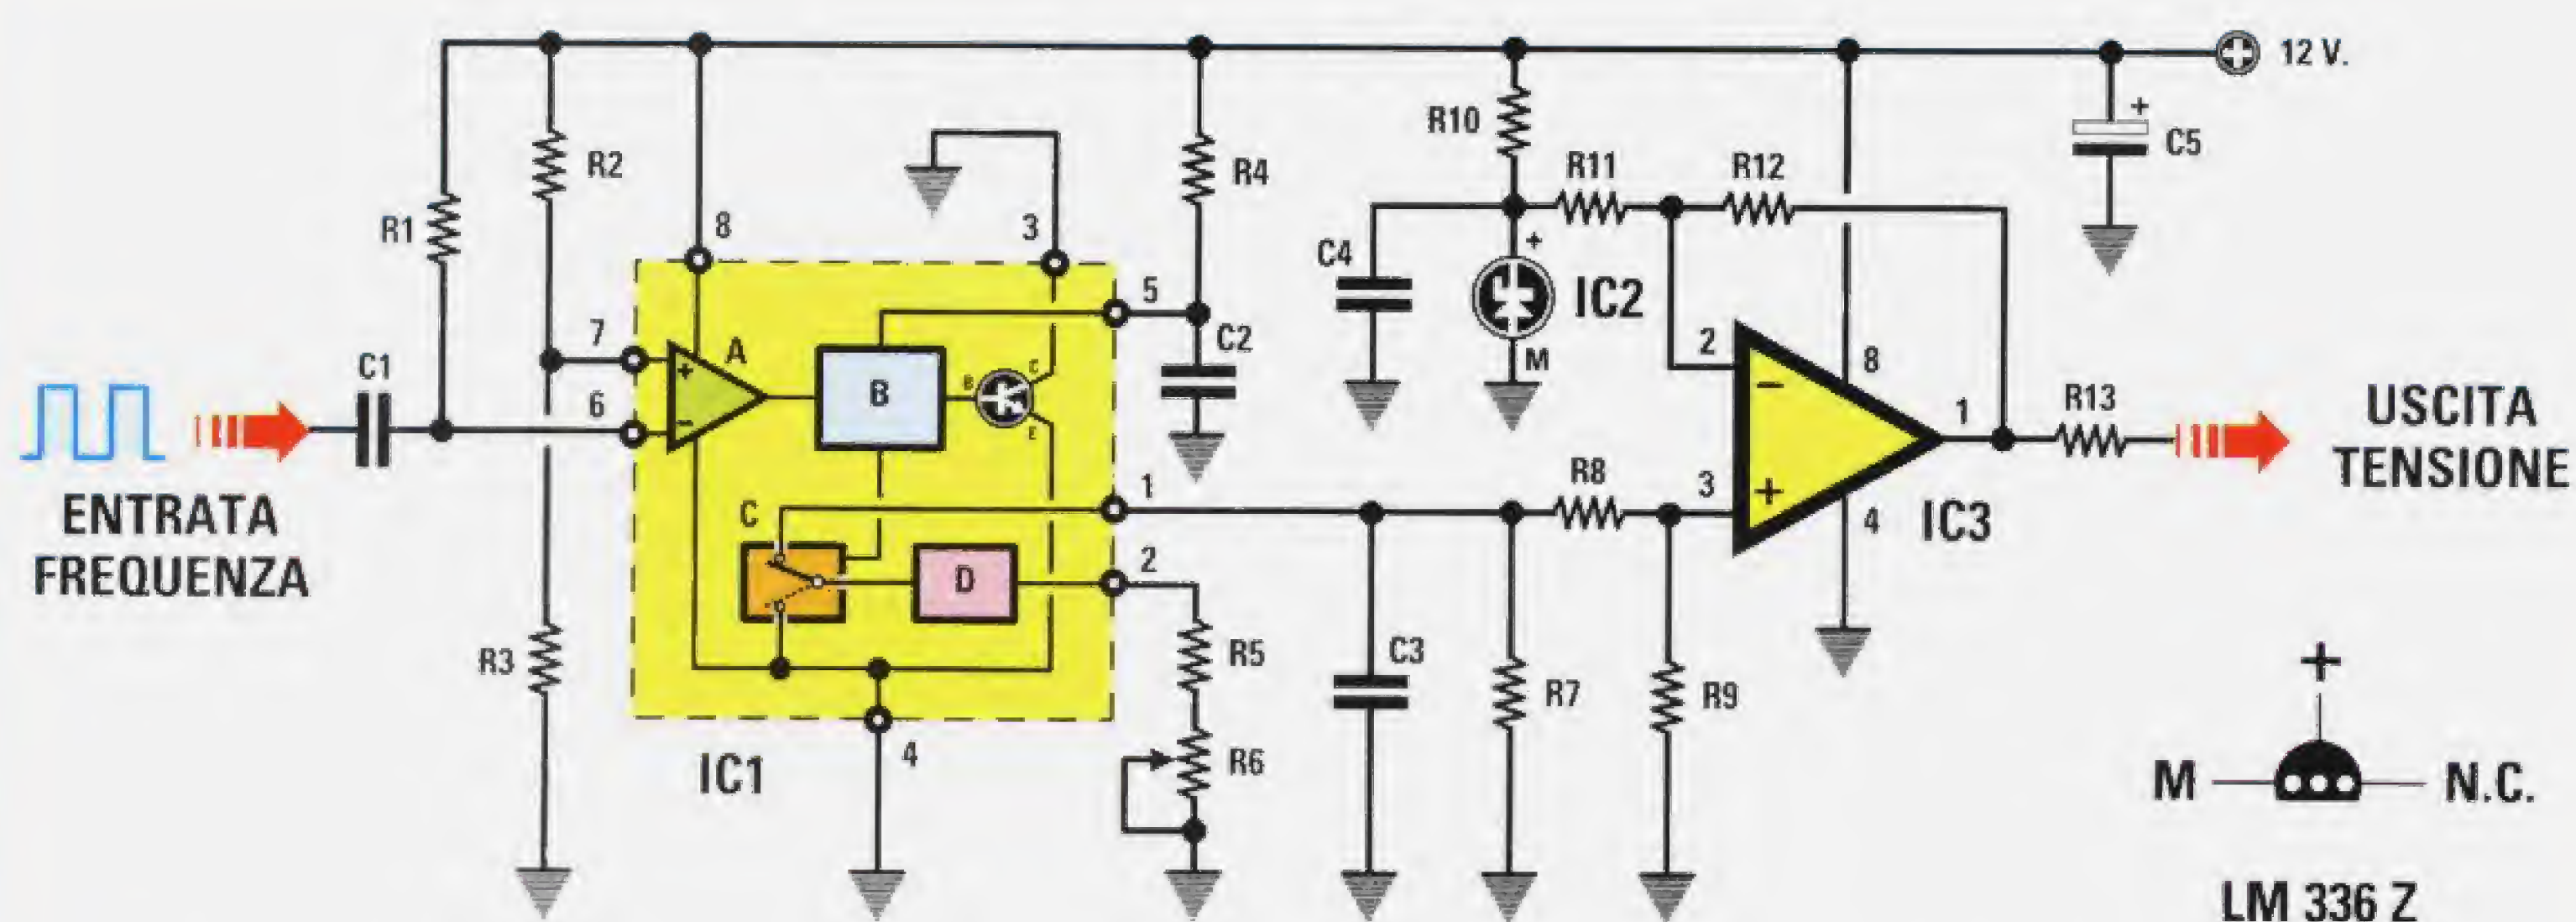 12 V.
R10
+
C5
R2
R11
R12
R4
R1
8
3
C4
+
IC2
5
7
A
C2
2
M
8
C1
+
B
B
C
6
-
E
-
1
R13
USCITA
TENSIONE
ENTRATA
FREQUENZA
C
1
R8
3
+
4
IC3
D
2
R3
R5
C3
R7
R9
+
IC1
4
R6
M
N.C.
LM 336 Z